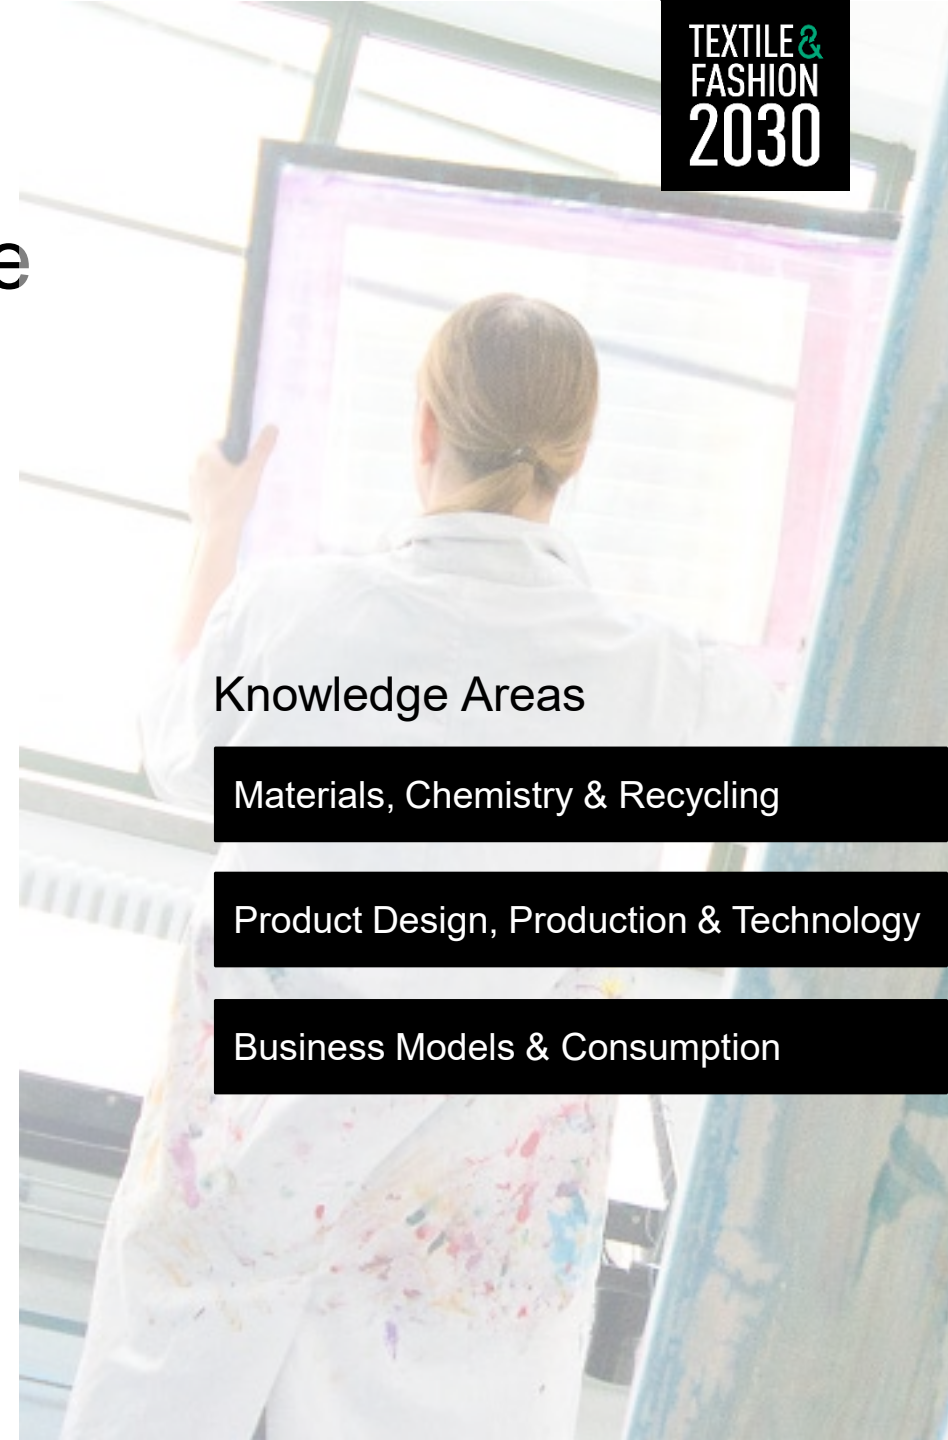 TEXTILE&
FASHION
2030
e
Knowledge Areas
Materials, Chemistry & Recycling
Product Design, Production & Technology
Business Models & Consumption